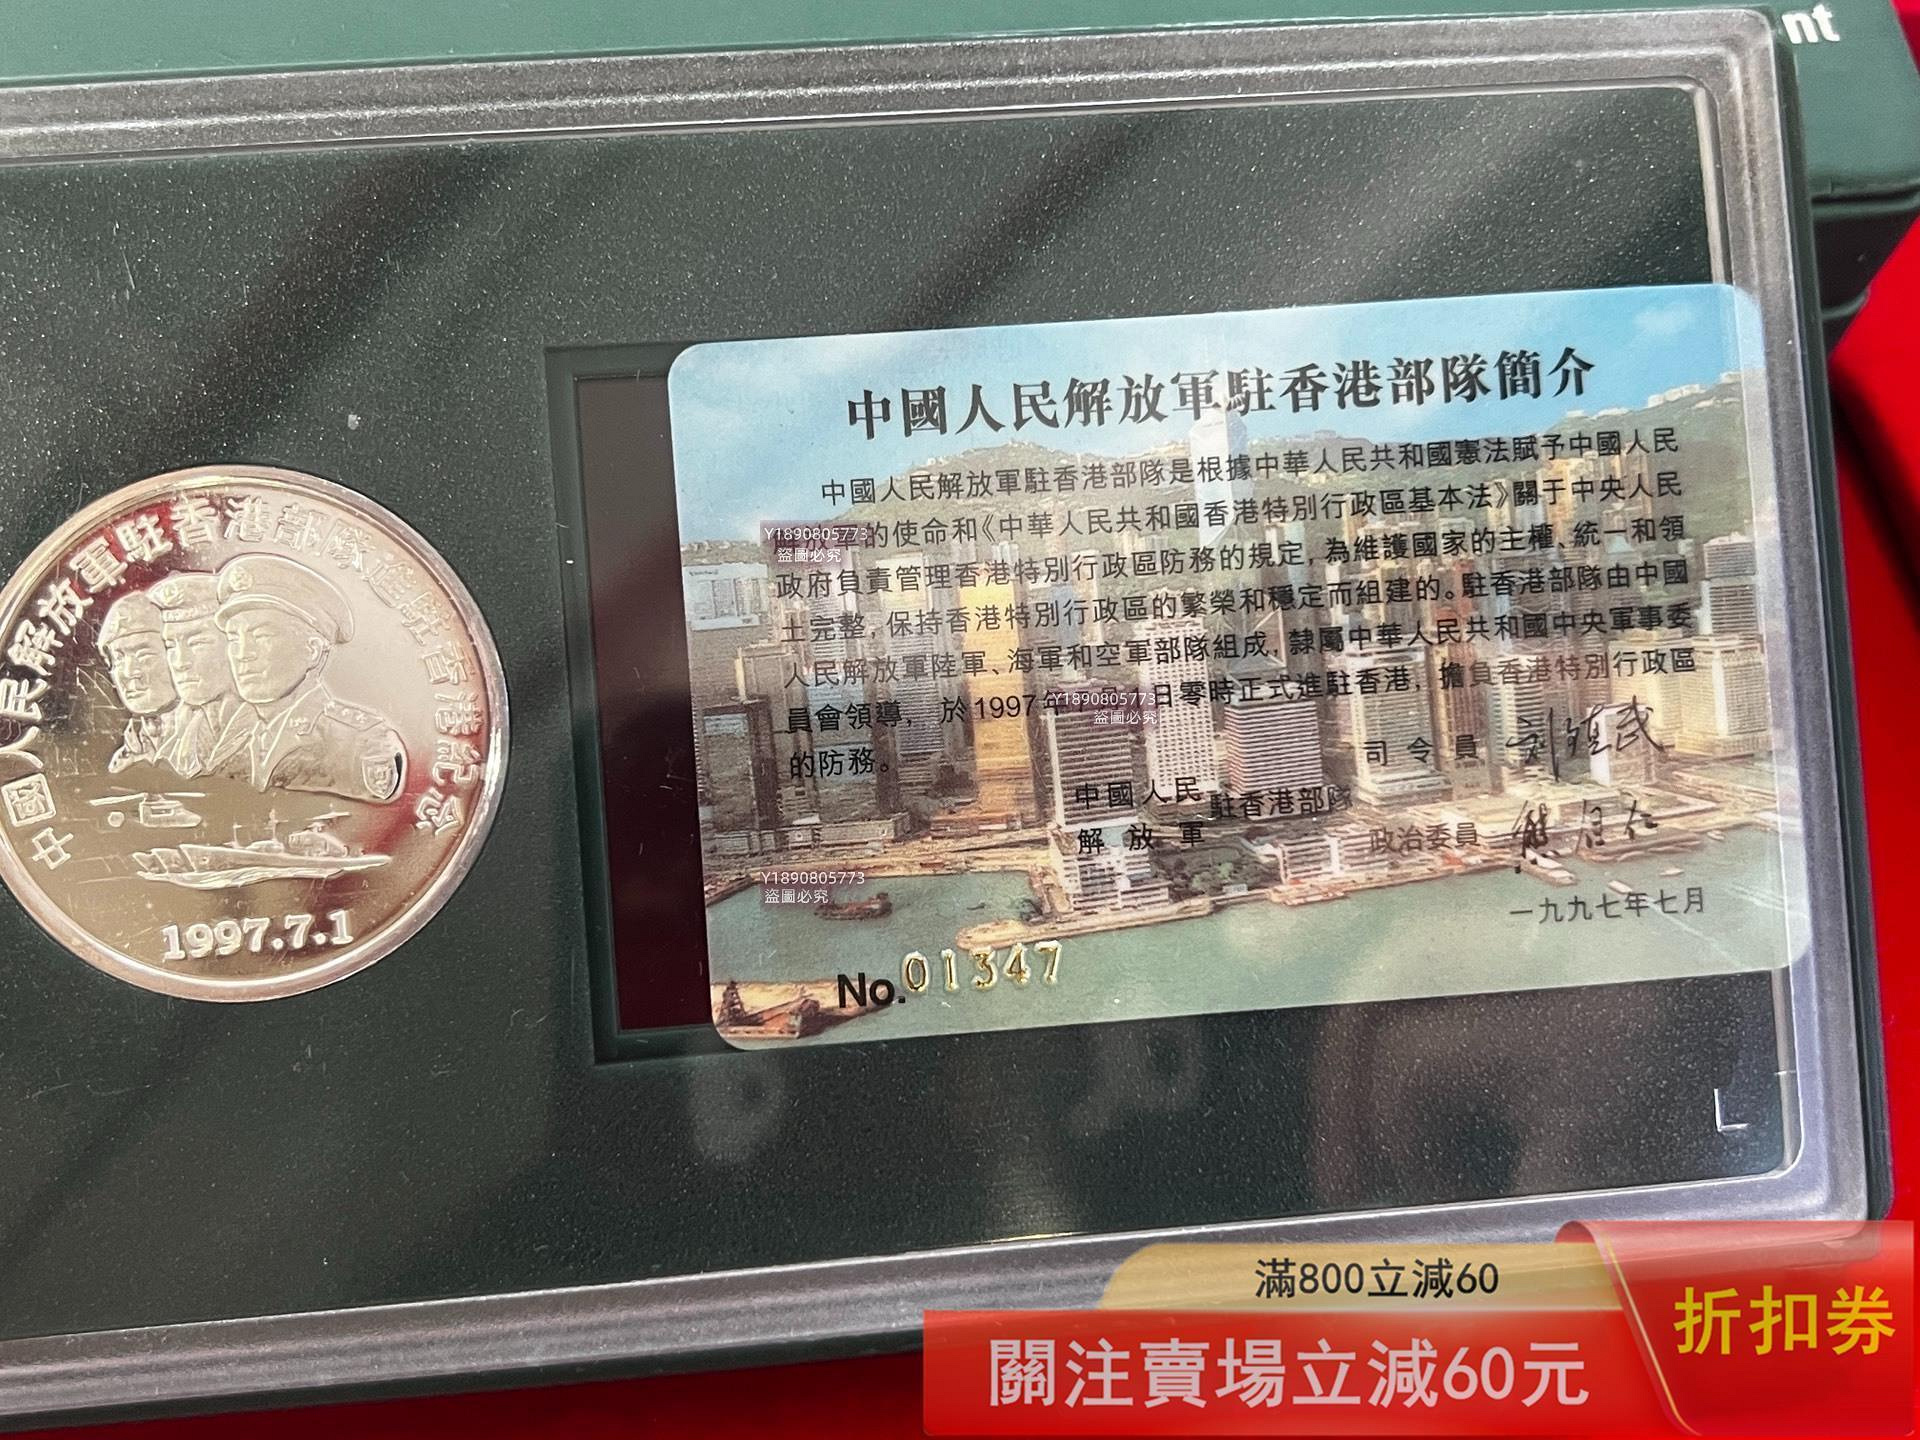 nt
中國人民解放軍駐香港部隊進駐香港紀念
1997.7.1
中國人民解放軍駐香港部隊簡介
中國人民解放軍駐香港部隊是根據中華人民共和國憲法賦予中國人民
的使命和《中華人民共和國香港特別行政區基本法》關于中央人民
政府負責管理香港特別行政區防務的規定,為維護國家的主權、統一和領
土完整,保持香港特別行政區的繁榮和穩定而組建的。駐香港部隊由中國
人民解放軍陸軍、海軍和空軍部隊組成,隸屬中華人民共和國中央軍事委
員會領導, 於1997年 日零時正式進駐香港,擔負香港特別行政區
的防務。
中國人民
解放軍
駐香港部隊
司令員 刘镇武
政治委員 熊自仁
一九九七年七月
No.01347
Y1890805773
盜圖必究
Y1890805773
盜圖必究
Y1890805773
盜圖必究
滿800立減60
關注賣場立減60元
折扣券